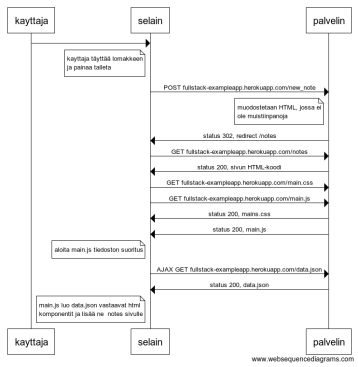 kayttaja selain palvelin
kayttaja täyttää lomakkeen
ja painaa talleta
POST fullstack-exampleapp.herokuapp.com/new_note
muodostetaan HTML, jossa ei
ole muistiinpanoja
status 302, redirect /notes
GET fullstack-exampleapp.herokuapp.com/notes
status 200, sivun HTML-koodi
GET fullstack-exampleapp.herokuapp.com/main.css
GET fullstack-exampleapp.herokuapp.com/main.js
status 200, mains.css
status 200, main.js
aloita main.js tiedoston suoritus
AJAX GET fullstack-exampleapp.herokuapp.com/data.json
status 200, data.json
main.js luo data.json vastaavat html
komponentit ja lisää ne notes sivulle
kayttaja selain palvelin
www.websequencediagrams.com